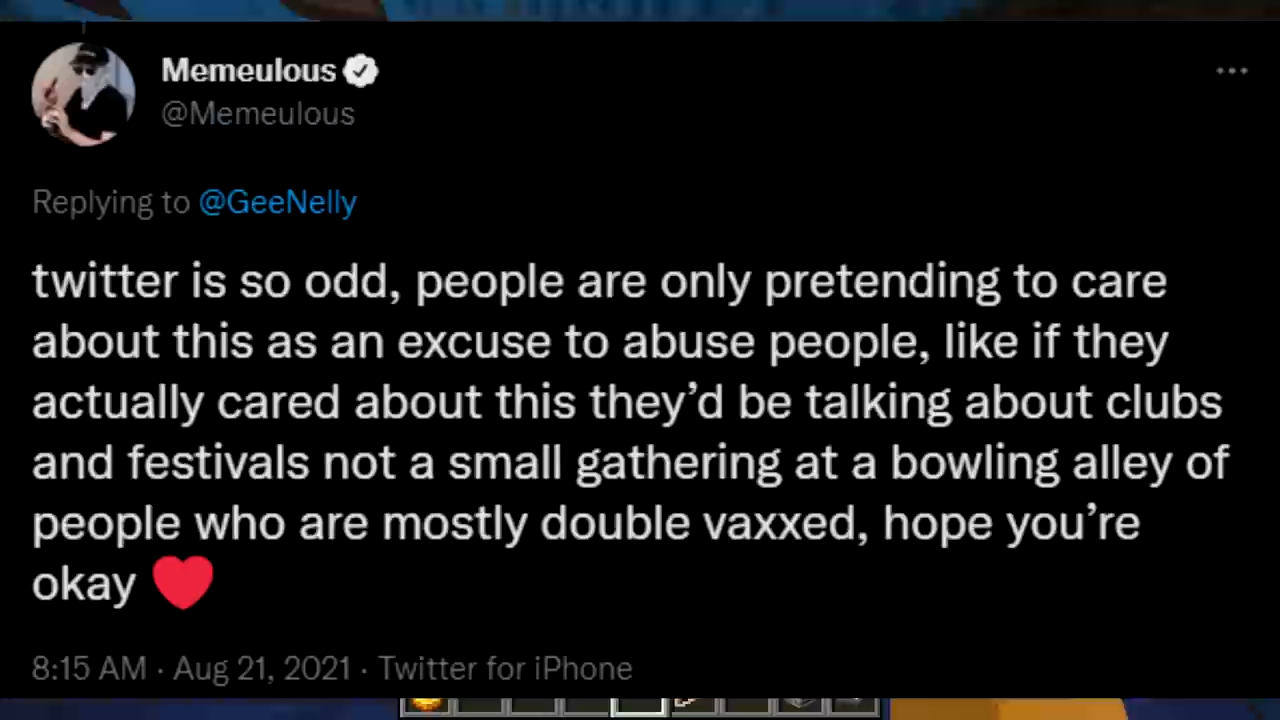 Memeulous
@Memeulous
Replying to @GeeNelly
twitter is so odd, people are only pretending to care
about this as an excuse to abuse people, like if they
actually cared about this they’d be talking about clubs
and festivals not a small gathering at a bowling alley of
people who are mostly double vaxxed, hope you’re
okay ❤️
8:15 AM · Aug 21, 2021 · Twitter for iPhone